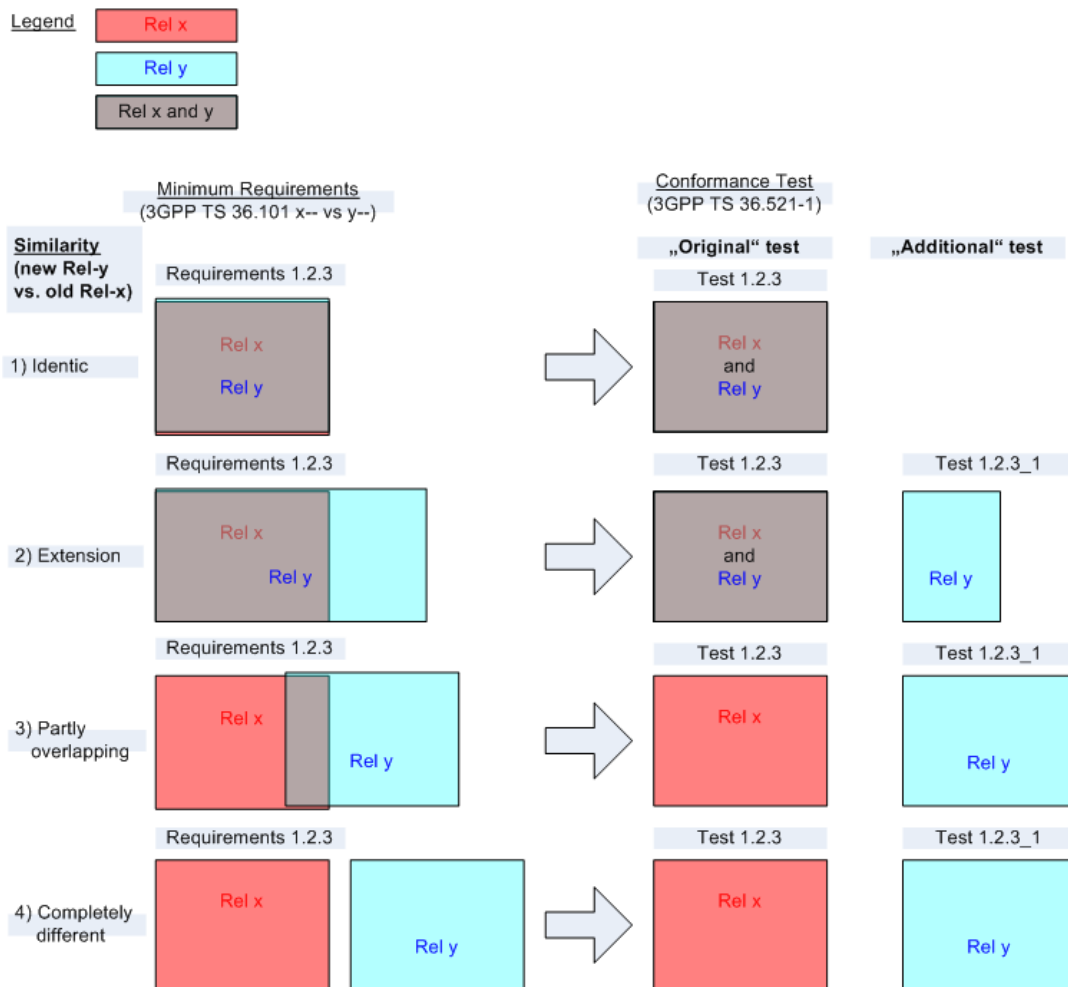 Legend
Rel x
Rel y
Rel x and y
Minimum Requirements
(3GPP TS 36.101 x-- vs y--)
Conformance Test
(3GPP TS 36.521-1)
Similarity
(new Rel-y
vs. old Rel-x)
„Original“ test
„Additional“ test
Requirements 1.2.3
Test 1.2.3
1) Identic
Rel x
Rel y
Rel x
and
Rel y
Requirements 1.2.3
Test 1.2.3
Test 1.2.3_1
2) Extension
Rel x
Rel y
Rel x
and
Rel y
Rel y
Requirements 1.2.3
Test 1.2.3
Test 1.2.3_1
3) Partly
overlapping
Rel x
Rel y
Rel x
Rel y
Requirements 1.2.3
Test 1.2.3
Test 1.2.3_1
4) Completely
different
Rel x
Rel y
Rel x
Rel y